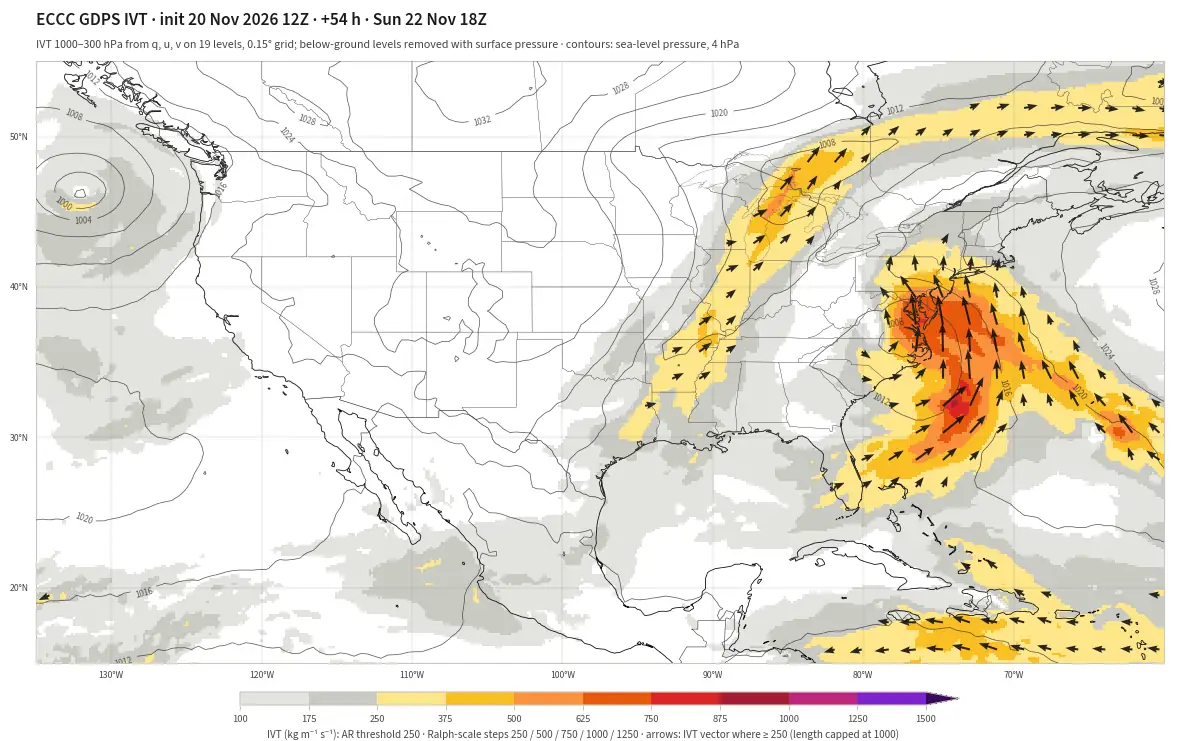 ECCC GDPS IVT · init 20 Nov 2026 12Z · +54 h · Sun 22 Nov 18Z
IVT 1000–300 hPa from q, u, v on 19 levels, 0.15° grid; below-ground levels removed with surface pressure · contours: sea-level pressure, 4 hPa
1012
1008
1028
1024
1032
1028
1020
1012
1008
50°N
1016
1000
1004
40°N
1028
1024
1020
1016
1012
30°N
1020
20°N
1016
1012
130°W 120°W 110°W 100°W 90°W 80°W 70°W
100 175 250 375 500 625 750 875 1000 1250 1500
IVT (kg m⁻¹ s⁻¹): AR threshold 250 · Ralph-scale steps 250 / 500 / 750 / 1000 / 1250 · arrows: IVT vector where ≥ 250 (length capped at 1000)